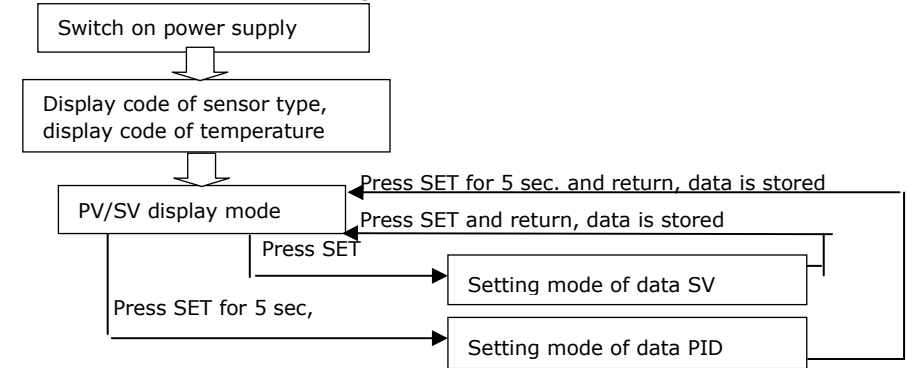 Switch on power supply
Display code of sensor type,
display code of temperature
Press SET for 5 sec. and return, data is stored
PV/SV display mode
Press SET and return, data is stored
Press SET
Setting mode of data SV
Press SET for 5 sec,
Setting mode of data PID